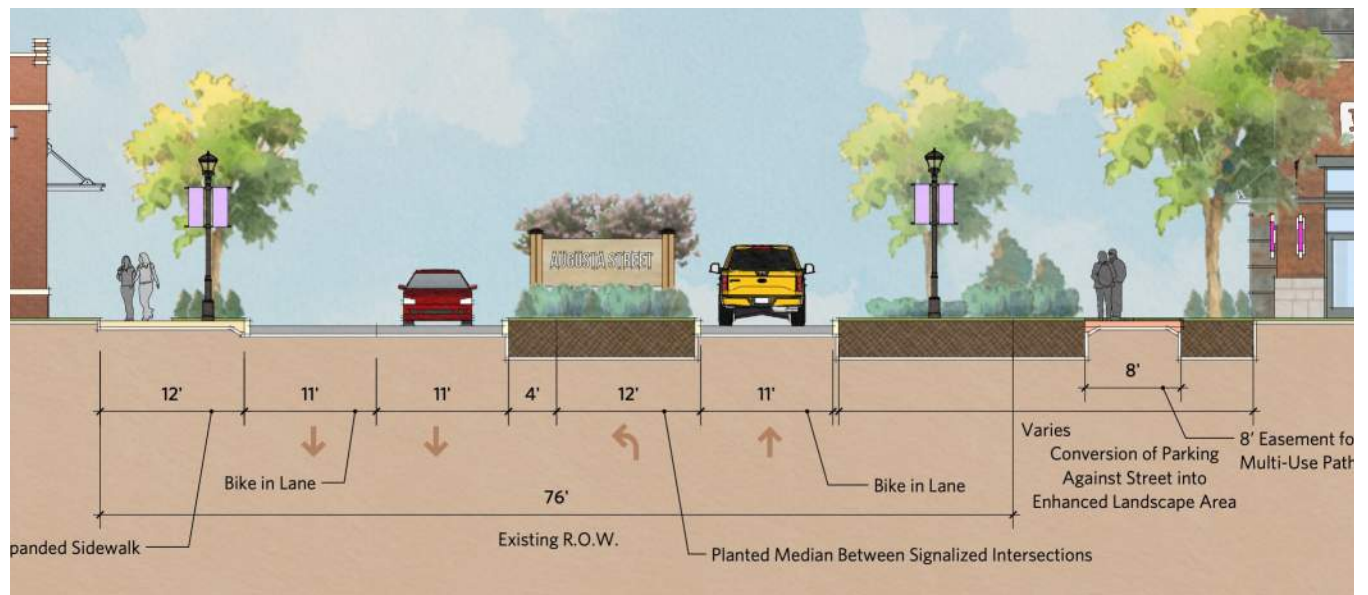 AUGUSTA STREET
12'
11'
11'
4'
12'
11'
8'
Bike in Lane
Bike in Lane
Varies
Conversion of Parking
Against Street into
Enhanced Landscape Area
8' Easement fo
Multi-Use Path
76'
Existing R.O.W.
panded Sidewalk
Planted Median Between Signalized Intersections